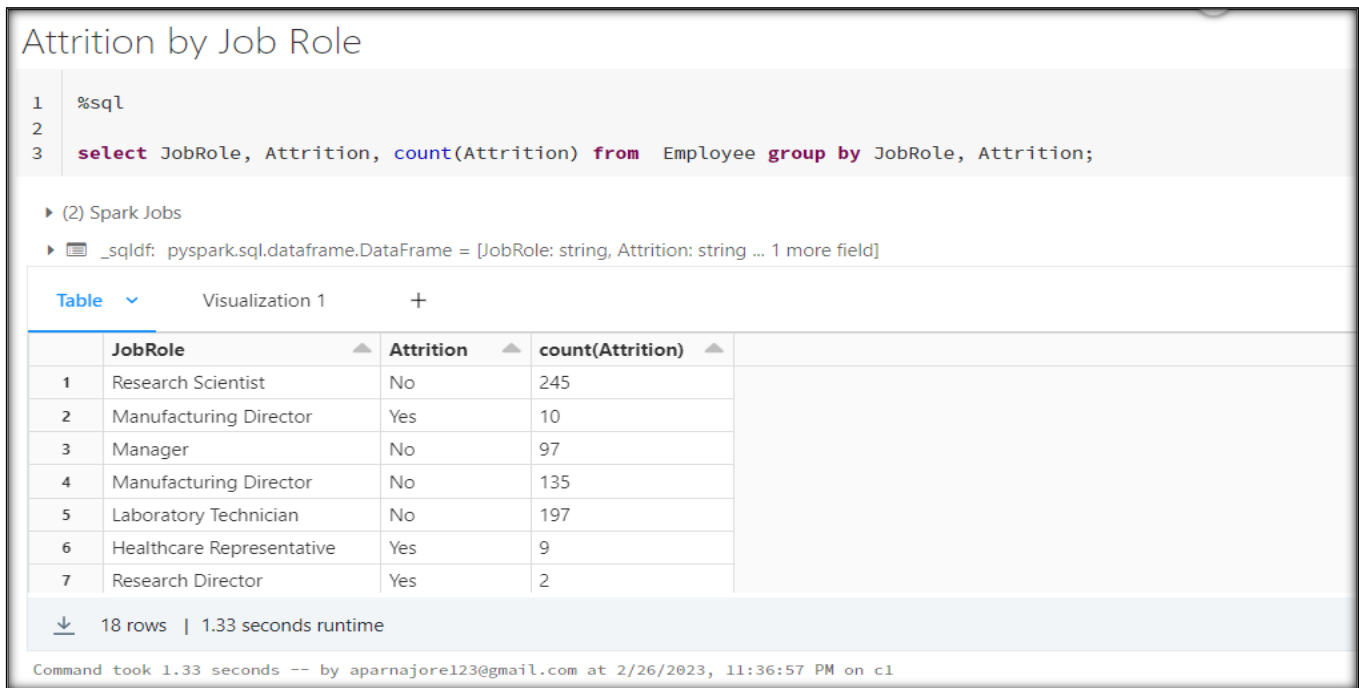 Attrition by Job Role
1 %sql
2
3 select JobRole, Attrition, count(Attrition) from  Employee group by JobRole, Attrition;
(2) Spark Jobs
_sqldf: pyspark.sql.dataframe.DataFrame = [JobRole: string, Attrition: string ... 1 more field]
Table Visualization 1 +
JobRole Attrition count(Attrition)
1 Research Scientist No 245
2 Manufacturing Director Yes 10
3 Manager No 97
4 Manufacturing Director No 135
5 Laboratory Technician No 197
6 Healthcare Representative Yes 9
7 Research Director Yes 2
18 rows | 1.33 seconds runtime
Command took 1.33 seconds -- by aparnajore123@gmail.com at 2/26/2023, 11:36:57 PM on c1